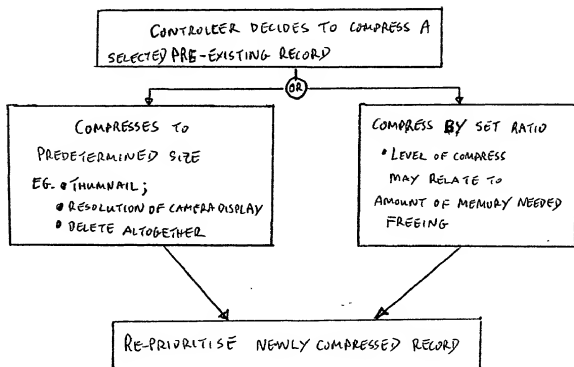 CONTROLLER DECIDES TO COMPRESS A
SELECTED PRE-EXISTING RECORD
OR
COMPRESSES TO
PREDETERMINED SIZE
EG. • THUMNAIL;
• RESOLUTION OF CAMERA DISPLAY
• DELETE ALTOGETHER
COMPRESS BY SET RATIO
• LEVEL OF COMPRESS
MAY RELATE TO
AMOUNT OF MEMORY NEEDED
FREEING
RE-PRIORITISE NEWLY COMPRESSED RECORD